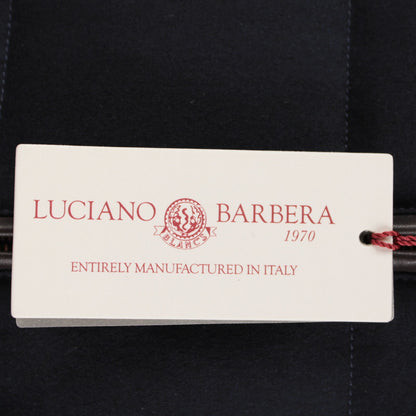 LUCIANO BARBERA
BLANCS
1970
ENTIRELY MANUFACTURED IN ITALY